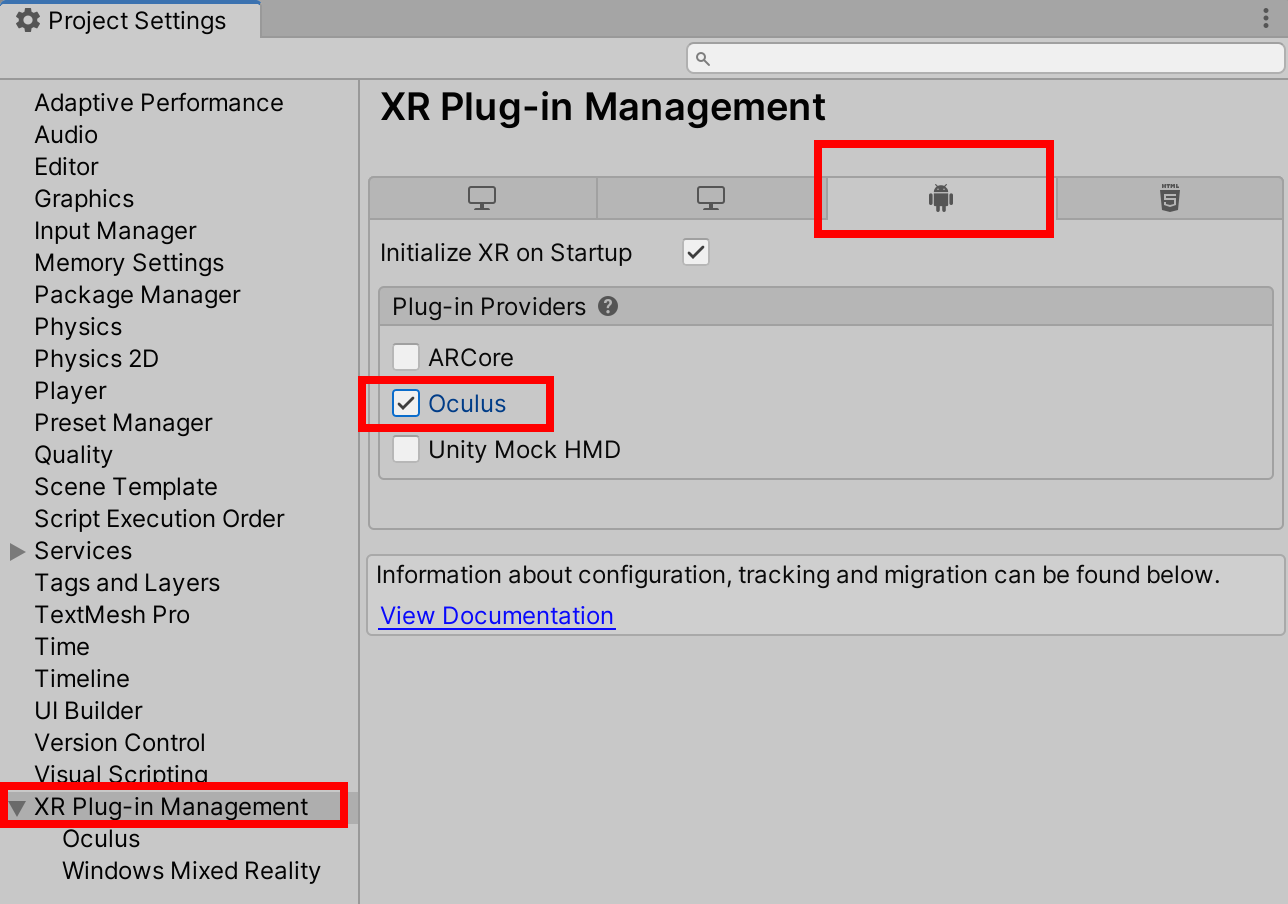 Project Settings
Adaptive Performance
Audio
Editor
Graphics
Input Manager
Memory Settings
Package Manager
Physics
Physics 2D
Player
Preset Manager
Quality
Scene Template
Script Execution Order
Services
Tags and Layers
TextMesh Pro
Time
Timeline
UI Builder
Version Control
Visual Scripting
XR Plug-in Management
Oculus
Windows Mixed Reality
XR Plug-in Management
HTML
5
Initialize XR on Startup
Plug-in Providers ?
ARCore
Oculus
Unity Mock HMD
Information about configuration, tracking and migration can be found below.
View Documentation